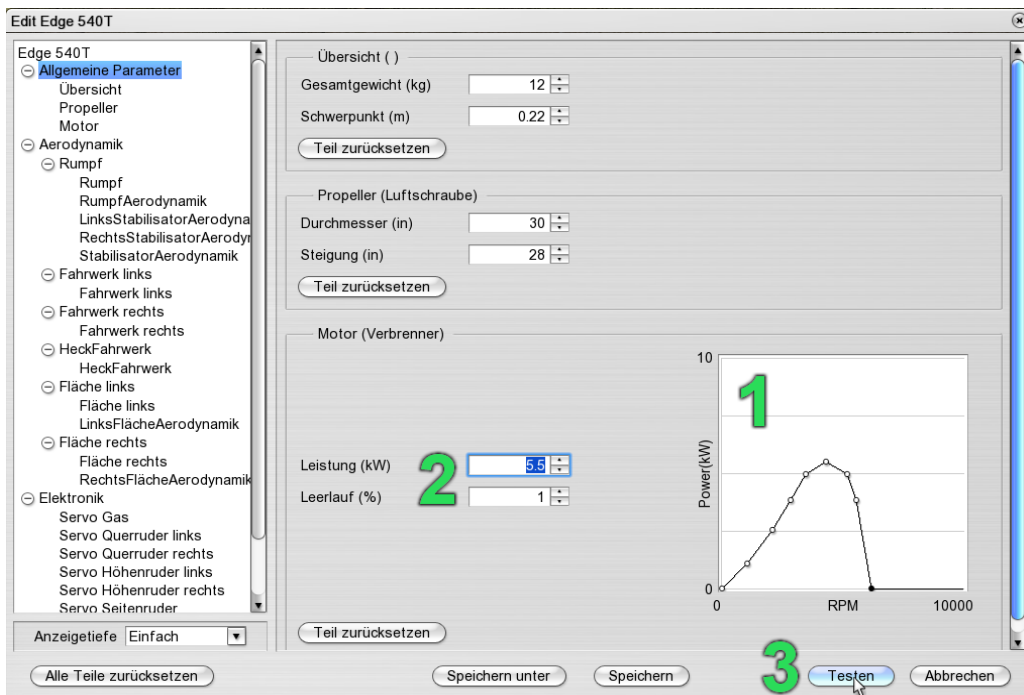 Edit Edge 540T
Edge 540T
Allgemeine Parameter
Übersicht
Propeller
Motor
Aerodynamik
Rumpf
Rumpf
RumpfAerodynamik
LinksStabilisatorAerodyna
RechtsStabilisatorAerodyn
StabilisatorAerodynamik
Fahrwerk links
Fahrwerk links
Fahrwerk rechts
Fahrwerk rechts
HeckFahrwerk
HeckFahrwerk
Fläche links
Fläche links
LinksFlächeAerodynamik
Fläche rechts
Fläche rechts
RechtsFlächeAerodynamik
Elektronik
Servo Gas
Servo Querruder links
Servo Querruder rechts
Servo Höhenruder links
Servo Höhenruder rechts
Servo Seitenruder
Anzeigetiefe Einfach
Übersicht ( )
Gesamtgewicht (kg) 12
Schwerpunkt (m) 0.22
Teil zurücksetzen
Propeller (Luftschraube)
Durchmesser (in) 30
Steigung (in) 28
Teil zurücksetzen
Motor (Verbrenner)
Leistung (kW) 2 5.5
Leerlauf (%) 1
Teil zurücksetzen
10
1
Power(kW)
0
0 RPM 10000
Alle Teile zurücksetzen Speichern unter Speichern 3 Testen Abbrechen